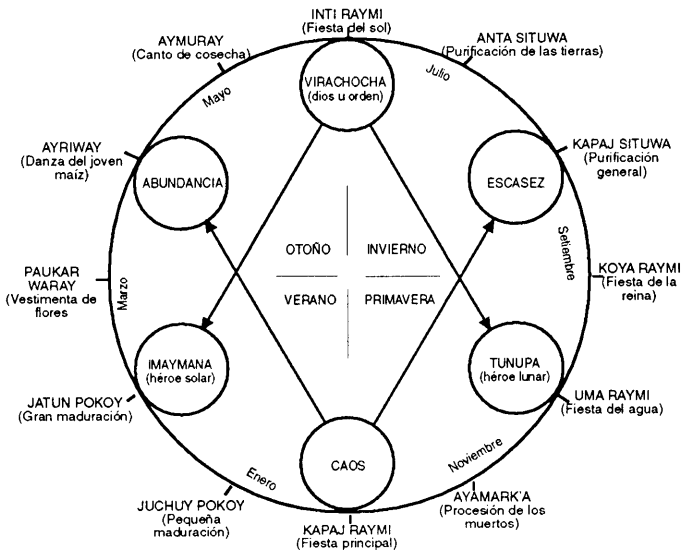 INTI RAYMI
(Fiesta del sol)
ANTA SITUWA
(Purificación de las tierras)
Julio
KAPAJ SITUWA
(Purificación
general)
Setiembre
KOYA RAYMI
(Fiesta de la
reina)
UMA RAYMI
(Fiesta del agua)
Noviembre
AYAMARK'A
(Procesión de los
muertos)
KAPAJ RAYMI
(Fiesta principal)
Enero
JUCHUY POKOY
(Pequeña
maduración)
JATUN POKOY
(Gran maduración)
Marzo
PAUKAR
WARAY
(Vestimenta de
flores
AYRIWAY
(Danza del joven
maíz)
Mayo
AYMURAY
(Canto de cosecha)
VIRACHOCHA
(dios u orden)
ABUNDANCIA
ESCASEZ
OTOÑO
INVIERNO
VERANO
PRIMAVERA
IMAYMANA
(héroe solar)
TUNUPA
(héroe lunar)
CAOS